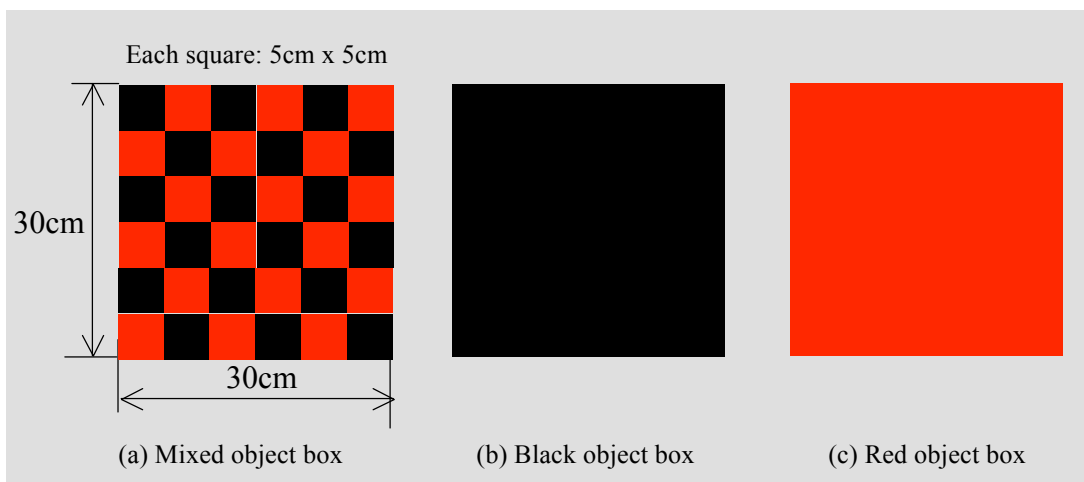 Each square: 5cm x 5cm
30cm
30cm
(a) Mixed object box
(b) Black object box
(c) Red object box